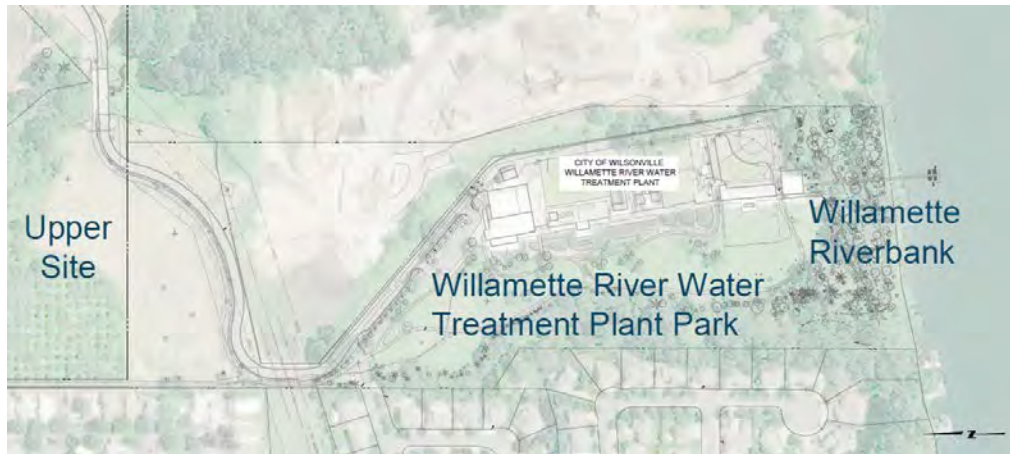 CITY OF WILSONVILLE
WILLAMETTE RIVER WATER
TREATMENT PLANT
Upper
Site
Willamette
Riverbank
Willamette River Water
Treatment Plant Park
Z